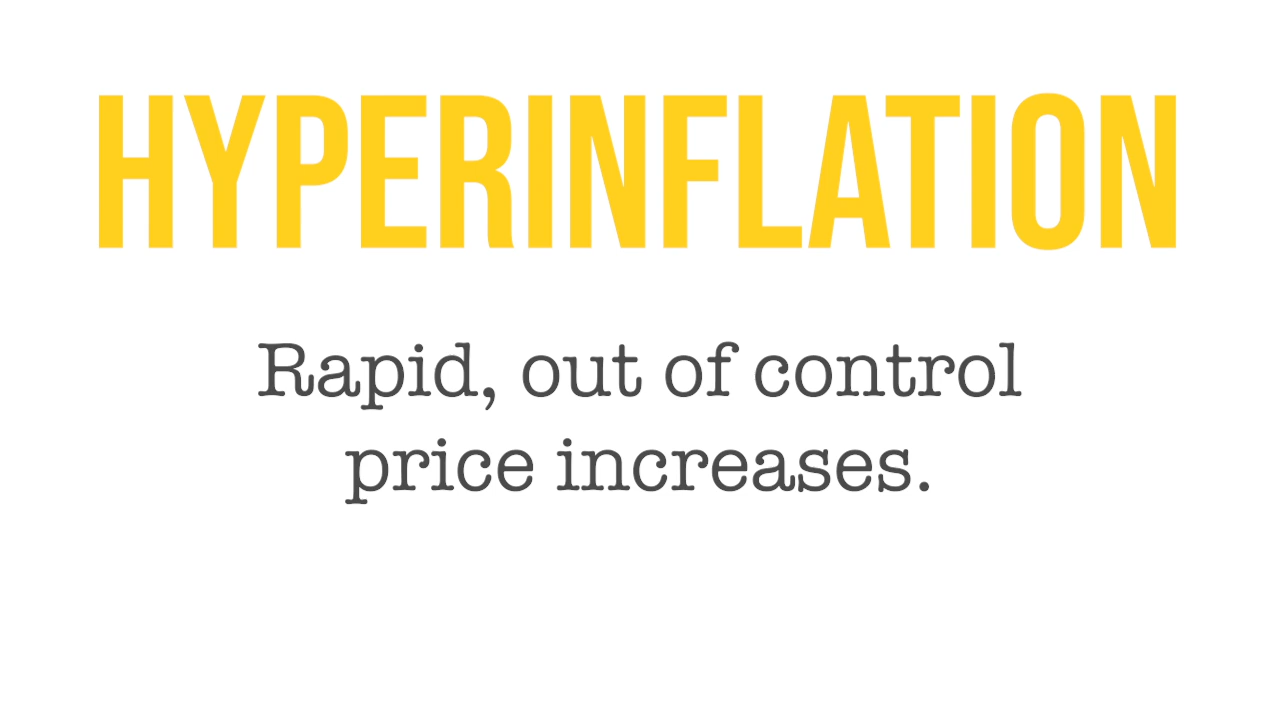 HYPERINFLATION
Rapid, out of control
price increases.